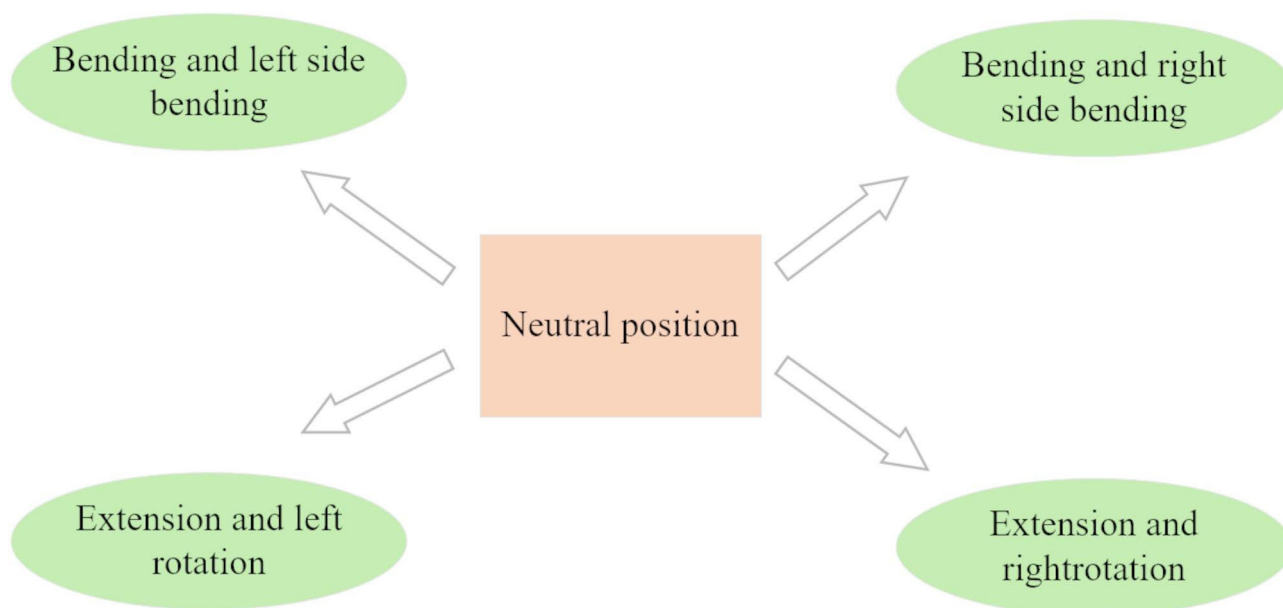 Bending and left side
bending
Bending and right
side bending
Neutral position
Extension and left
rotation
Extension and
rightrotation